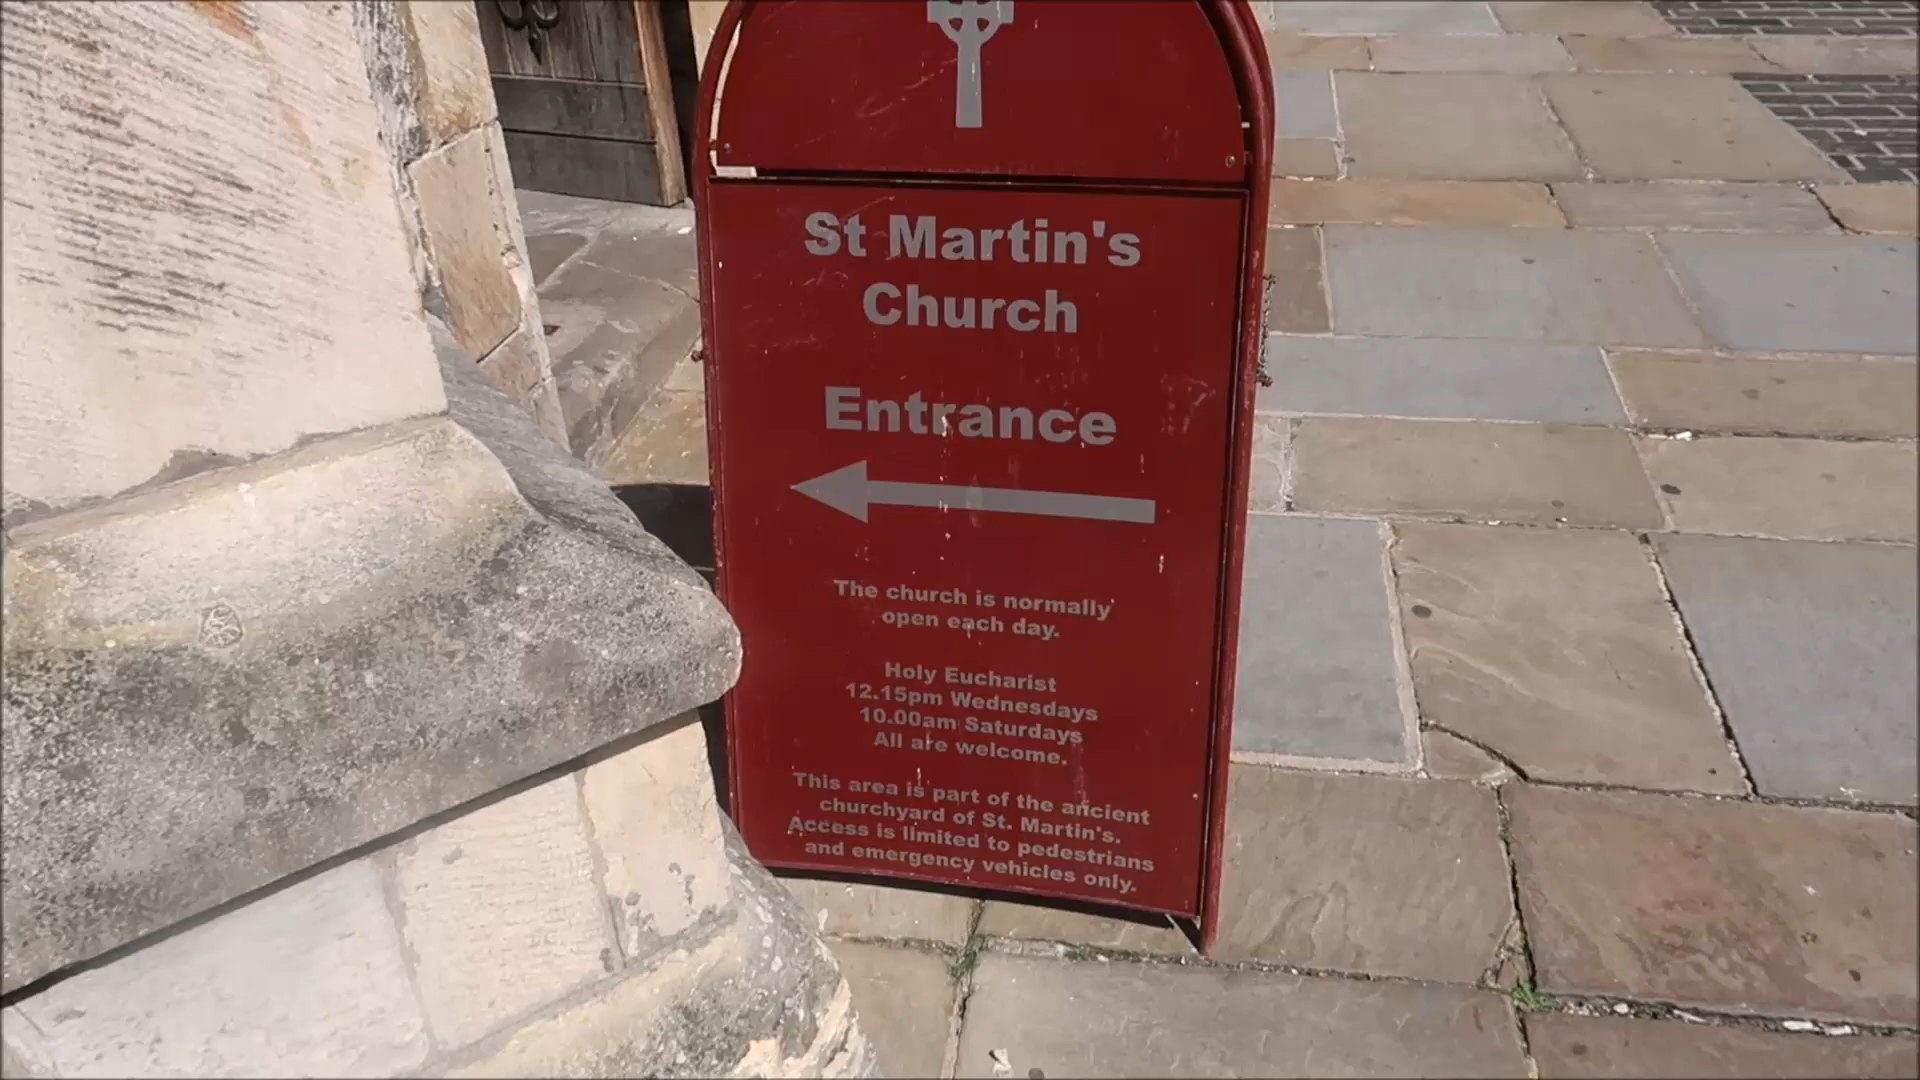 St Martin's
Church
Entrance
The church is normally
open each day.
Holy Eucharist
12.15pm Wednesdays
10.00am Saturdays
All are welcome.
This area is part of the ancient
churchyard of St. Martin's.
Access is limited to pedestrians
and emergency vehicles only.